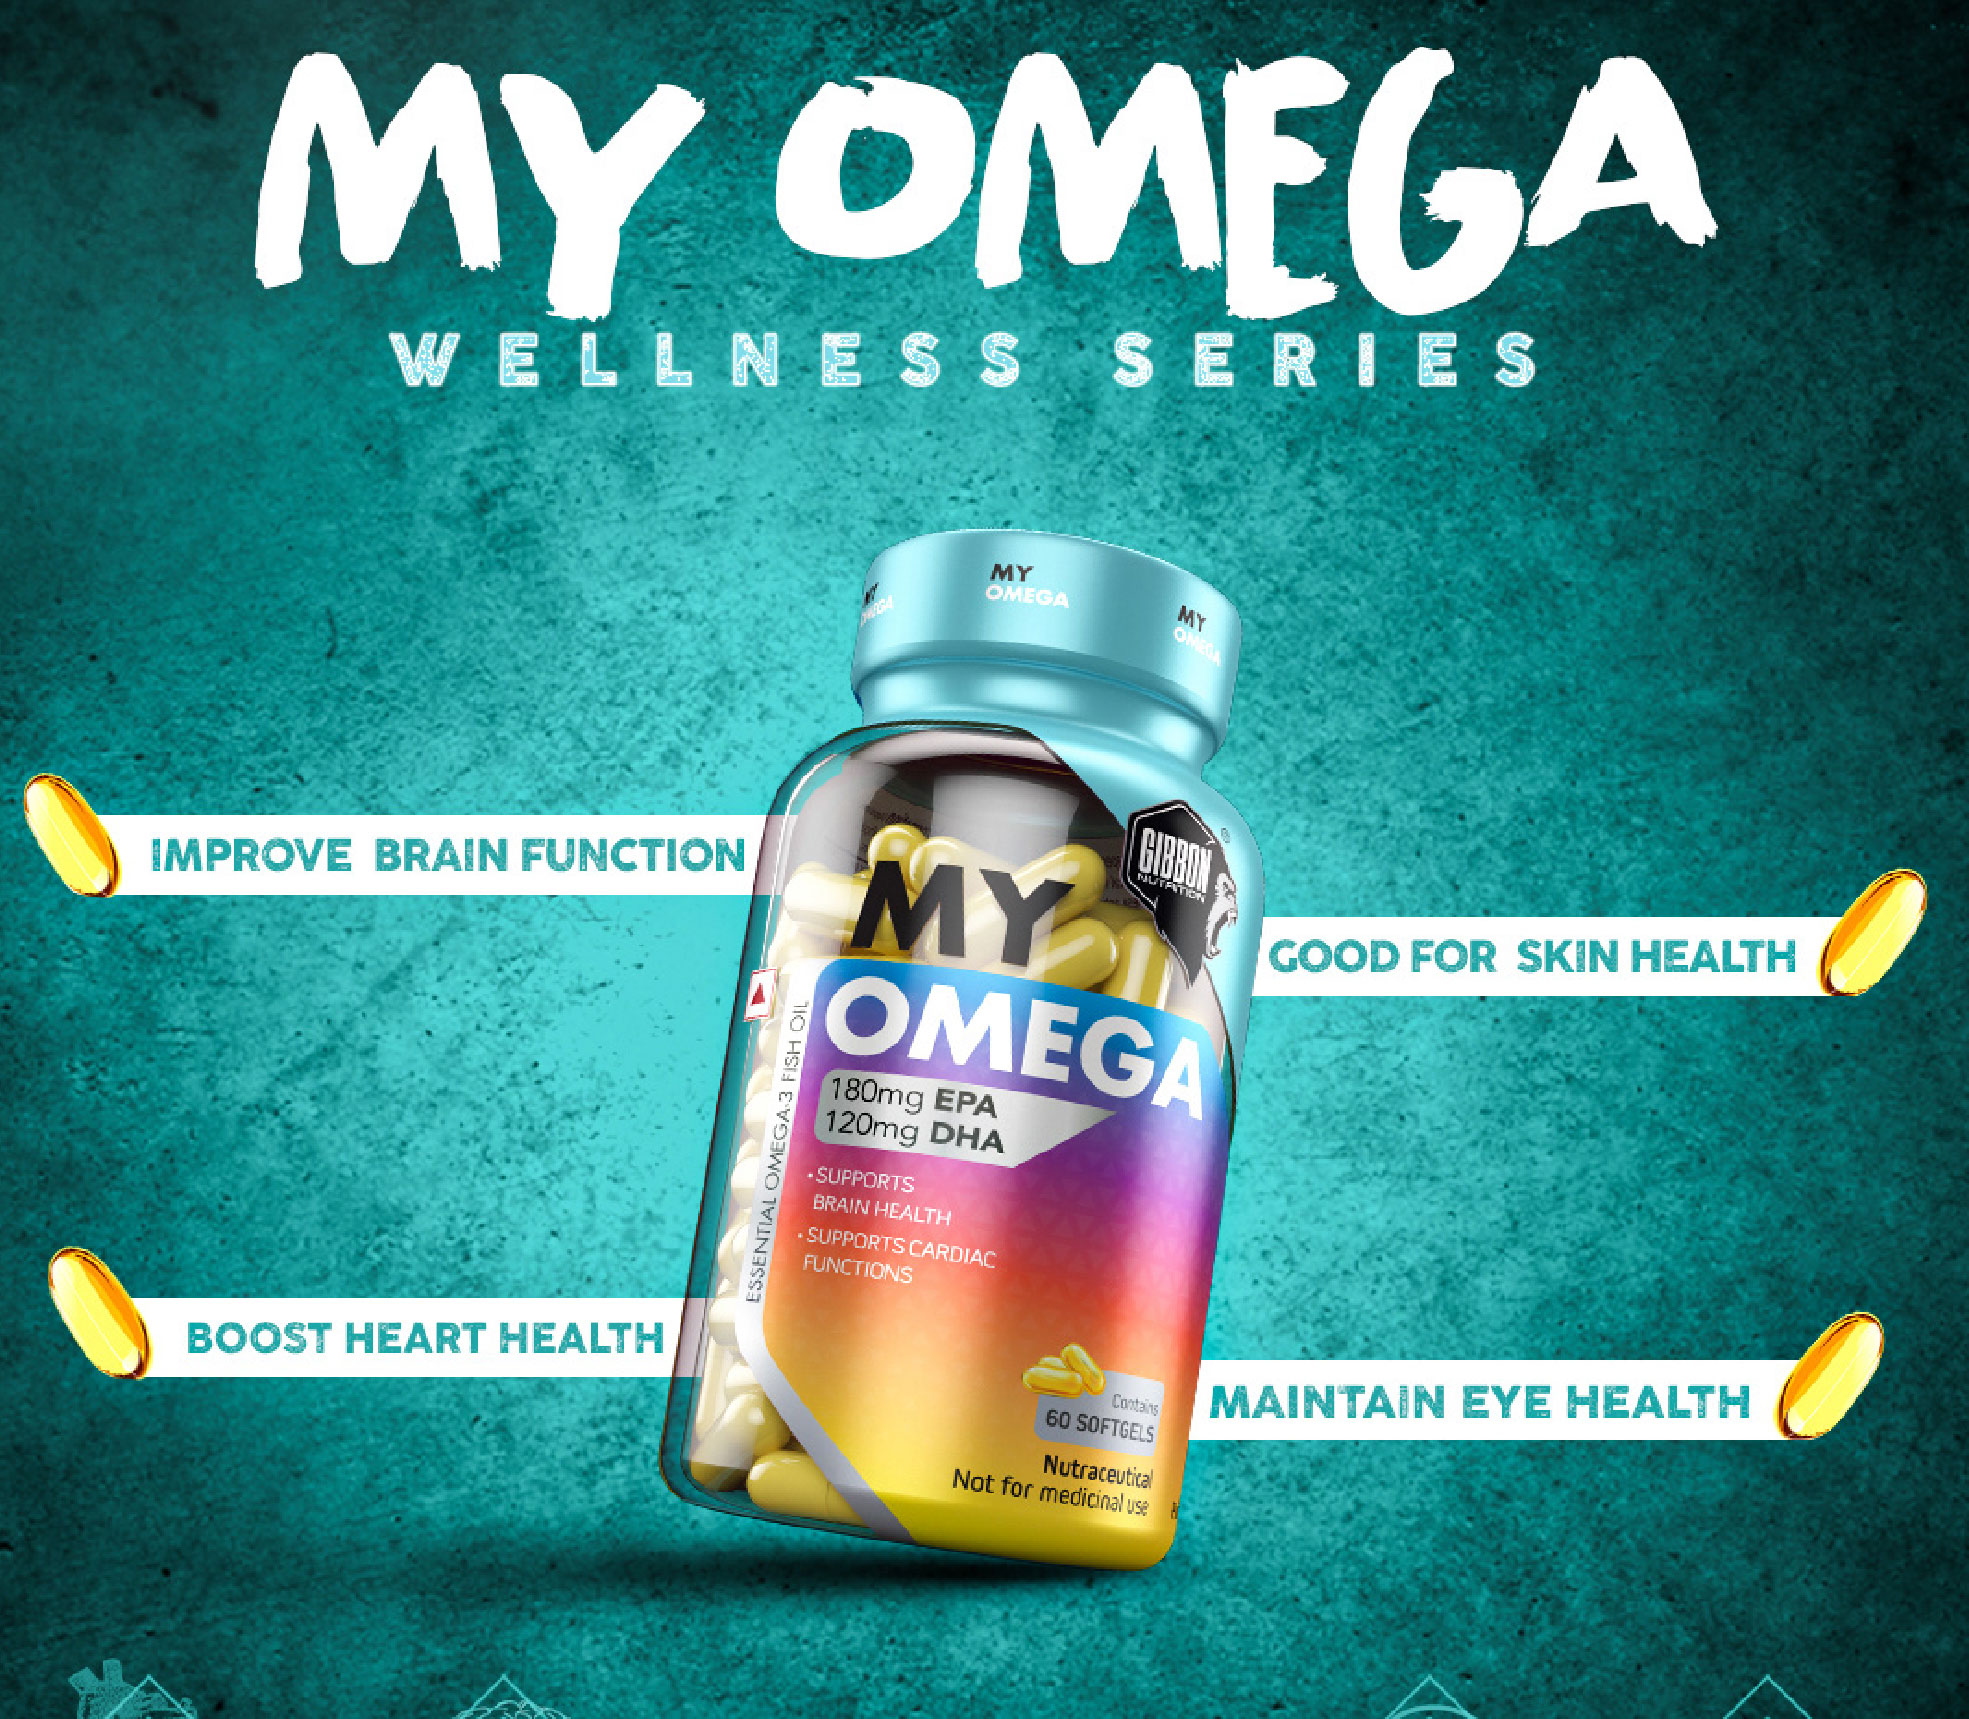 MY OMEGA
WELLNESS SERIES
MY
OMEGA
MY
OMEGA
MY
OMEGA
IMPROVE BRAIN FUNCTION
GOOD FOR SKIN HEALTH
BOOST HEART HEALTH
MAINTAIN EYE HEALTH
GIBBON
NUTRITION
®
MY
OMEGA
180mg EPA
120mg DHA
• SUPPORTS
BRAIN HEALTH
• SUPPORTS CARDIAC
FUNCTIONS
ESSENTIAL OMEGA-3 FISH OIL
Contains
60 SOFTGELS
Nutraceutical
Not for medicinal use